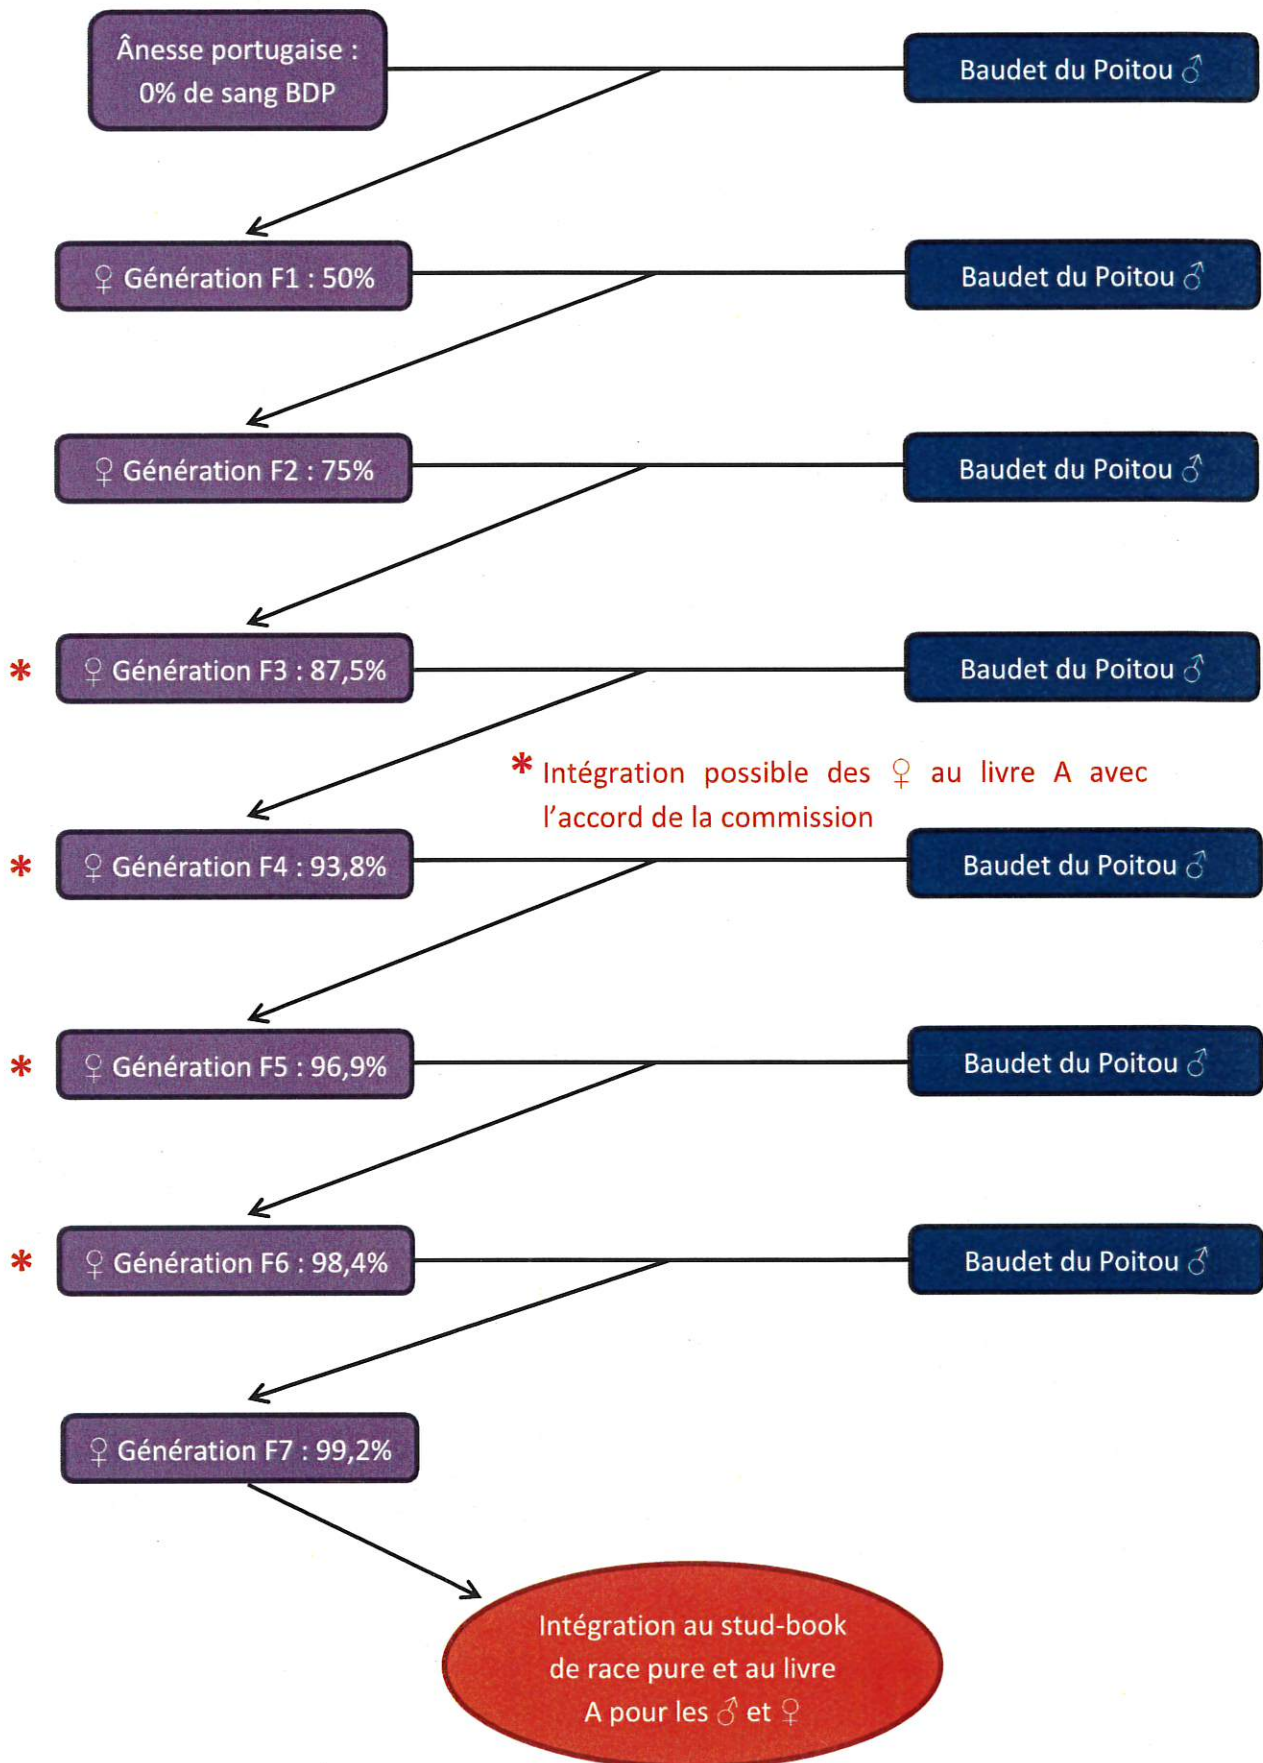 Ânesse portugaise :
0% de sang BDP
Baudet du Poitou ♂
♀ Génération F1 : 50%
Baudet du Poitou ♂
♀ Génération F2 : 75%
Baudet du Poitou ♂
* ♀ Génération F3 : 87,5%
Baudet du Poitou ♂
* Intégration possible des ♀ au livre A avec
l'accord de la commission
* ♀ Génération F4 : 93,8%
Baudet du Poitou ♂
* ♀ Génération F5 : 96,9%
Baudet du Poitou ♂
* ♀ Génération F6 : 98,4%
Baudet du Poitou ♂
♀ Génération F7 : 99,2%
Intégration au stud-book
de race pure et au livre
A pour les ♂ et ♀